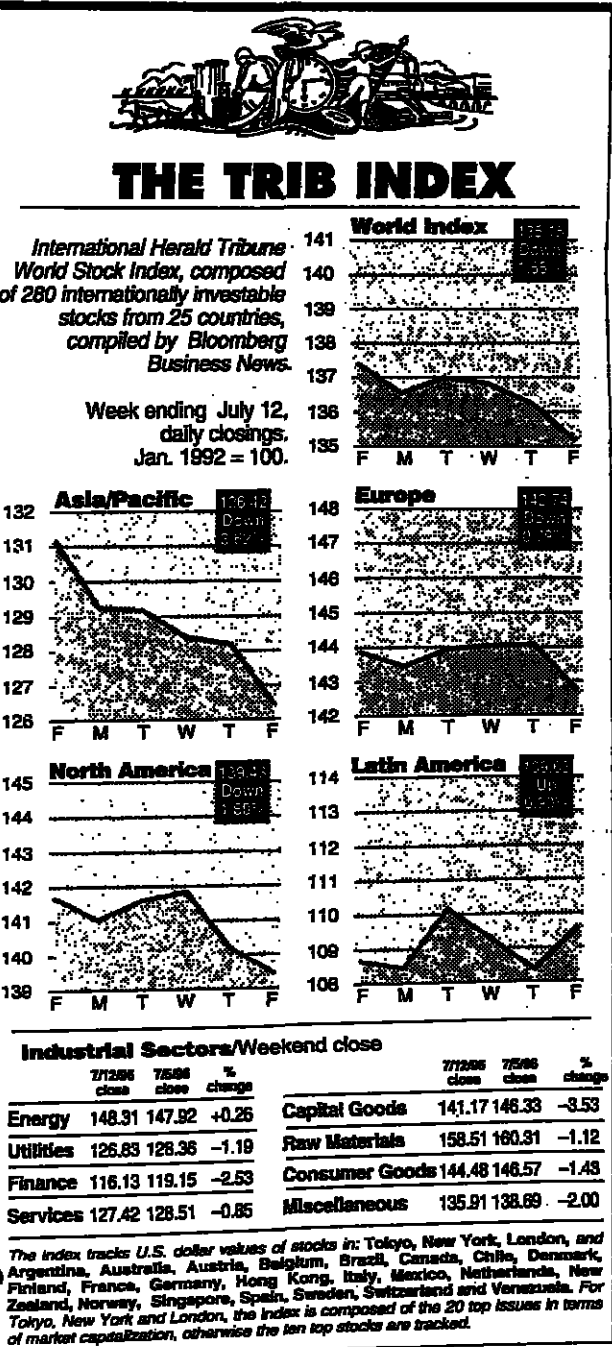 THE TRIB INDEX
International Herald Tribune
World Stock Index, composed
of 280 internationally investable
stocks from 25 countries,
compiled by Bloomberg
Business News.
Week ending July 12,
daily closings.
Jan. 1992 = 100.
World Index
141
140
139
138
137
136
135
F M T W T F
Asia/Pacific
Down
132
131
130
129
128
127
126
F M T W T F
Europe
Down
148
147
146
145
144
143
142
F M T W T F
North America
Down
145
144
143
142
141
140
139
F M T W T F
Latin America
Up
114
113
112
111
110
109
108
F M T W T F
Industrial Sectors/Weekend close
7/12/96 7/5/96 %
close close change
Energy 148.31 147.92 +0.26
Utilities 126.83 128.36 –1.19
Finance 116.13 119.15 –2.53
Services 127.42 128.51 –0.85
7/12/96 7/5/96 %
close close change
Capital Goods 141.17 146.33 –3.53
Raw Materials 158.51 160.31 –1.12
Consumer Goods 144.48 146.57 –1.43
Miscellaneous 135.91 138.69 –2.00
The Index tracks U.S. dollar values of stocks in: Tokyo, New York, London, and
Argentina, Australia, Austria, Belgium, Brazil, Canada, Chile, Denmark,
Finland, France, Germany, Hong Kong, Italy, Mexico, Netherlands, New
Zealand, Norway, Singapore, Spain, Sweden, Switzerland and Venezuela. For
Tokyo, New York and London, the index is composed of the 20 top issues in terms
of market capitalization, otherwise the ten top stocks are tracked.